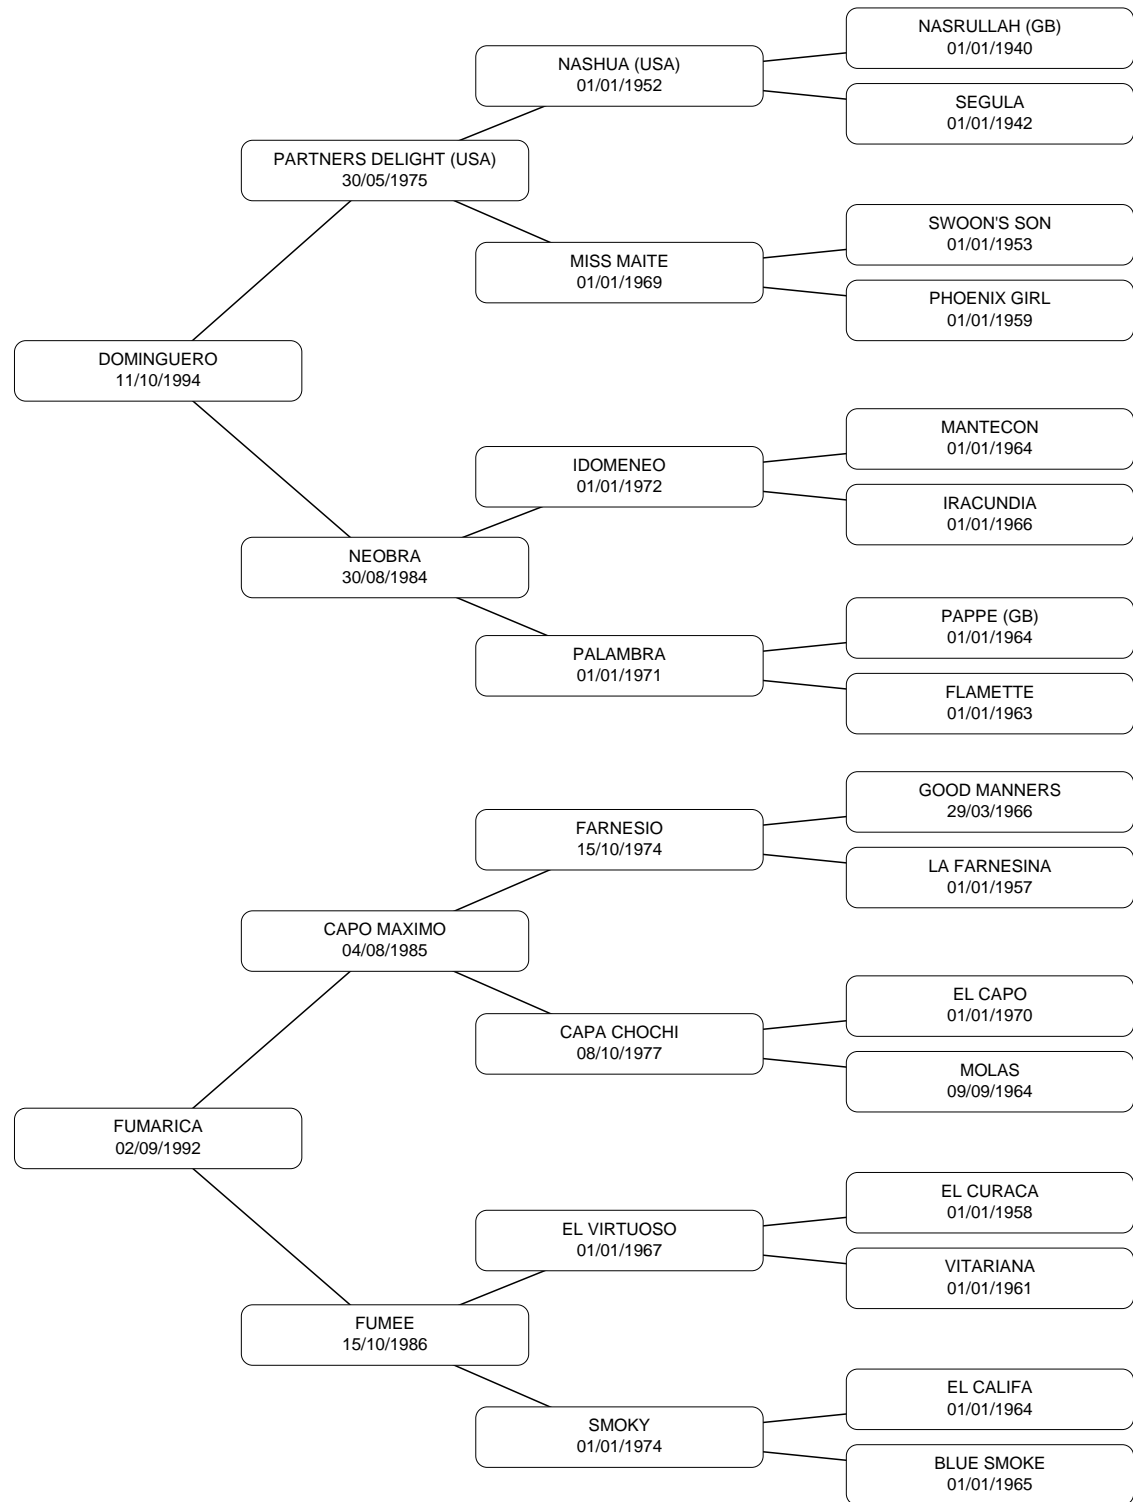 NASRULLAH (GB)
01/01/1940
NASHUA (USA)
01/01/1952
SEGULA
01/01/1942
PARTNERS DELIGHT (USA)
30/05/1975
SWOON'S SON
01/01/1953
MISS MAITE
01/01/1969
PHOENIX GIRL
01/01/1959
DOMINGUERO
11/10/1994
MANTECON
01/01/1964
IDOMENEO
01/01/1972
IRACUNDIA
01/01/1966
NEOBRA
30/08/1984
PAPPE (GB)
01/01/1964
PALAMBRA
01/01/1971
FLAMETTE
01/01/1963
GOOD MANNERS
29/03/1966
FARNESIO
15/10/1974
LA FARNESINA
01/01/1957
CAPO MAXIMO
04/08/1985
EL CAPO
01/01/1970
CAPA CHOCHI
08/10/1977
MOLAS
09/09/1964
FUMARICA
02/09/1992
EL CURACA
01/01/1958
EL VIRTUOSO
01/01/1967
VITARIANA
01/01/1961
FUMEE
15/10/1986
EL CALIFA
01/01/1964
SMOKY
01/01/1974
BLUE SMOKE
01/01/1965